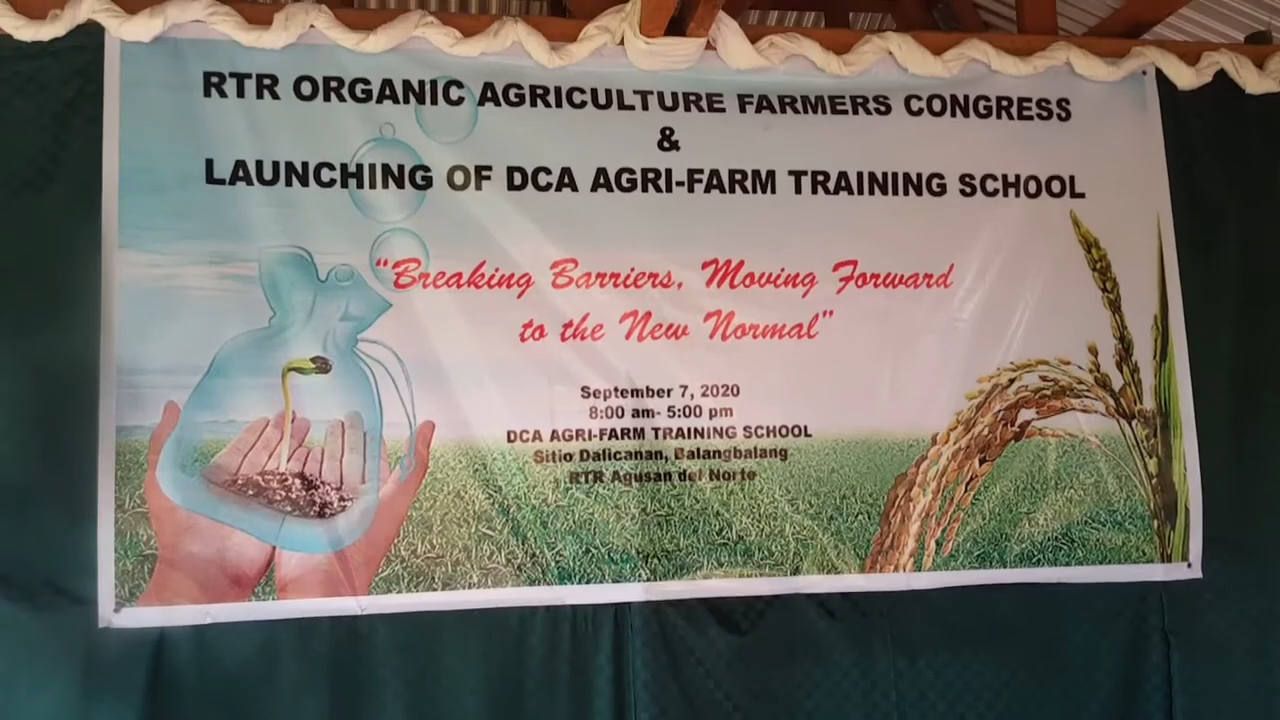 RTR ORGANIC AGRICULTURE FARMERS CONGRESS
&
LAUNCHING OF DCA AGRI-FARM TRAINING SCHOOL
"Breaking Barriers, Moving Forward
to the New Normal"
September 7, 2020
8:00 am- 5:00 pm
DCA AGRI-FARM TRAINING SCHOOL
Sitio Dalicanan, Balangbalang
RTR Agusan del Norte